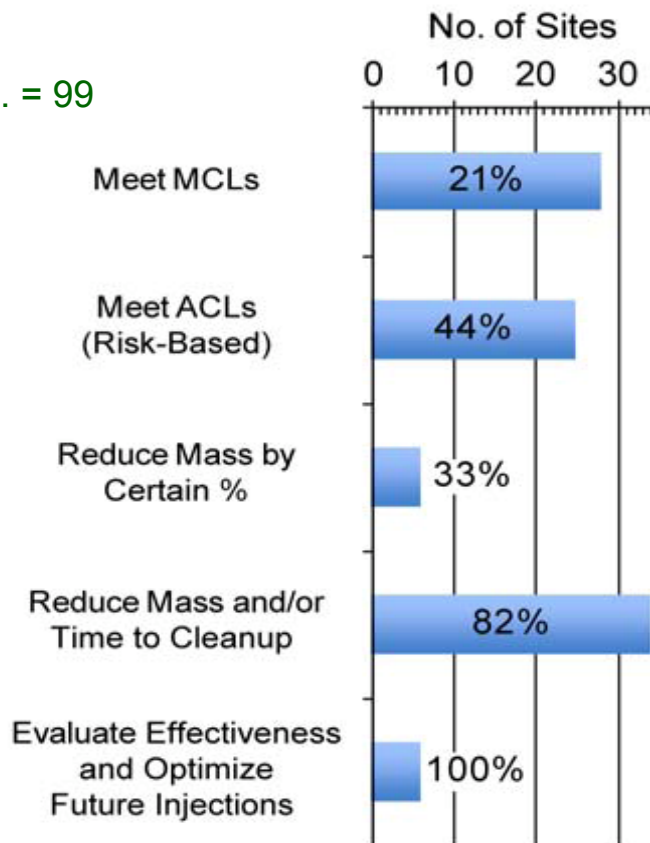 No. of Sites
0 10 20 30
. = 99
Meet MCLs
21%
Meet ACLs
(Risk-Based)
44%
Reduce Mass by
Certain %
33%
Reduce Mass and/or
Time to Cleanup
82%
Evaluate Effectiveness
and Optimize
Future Injections
100%